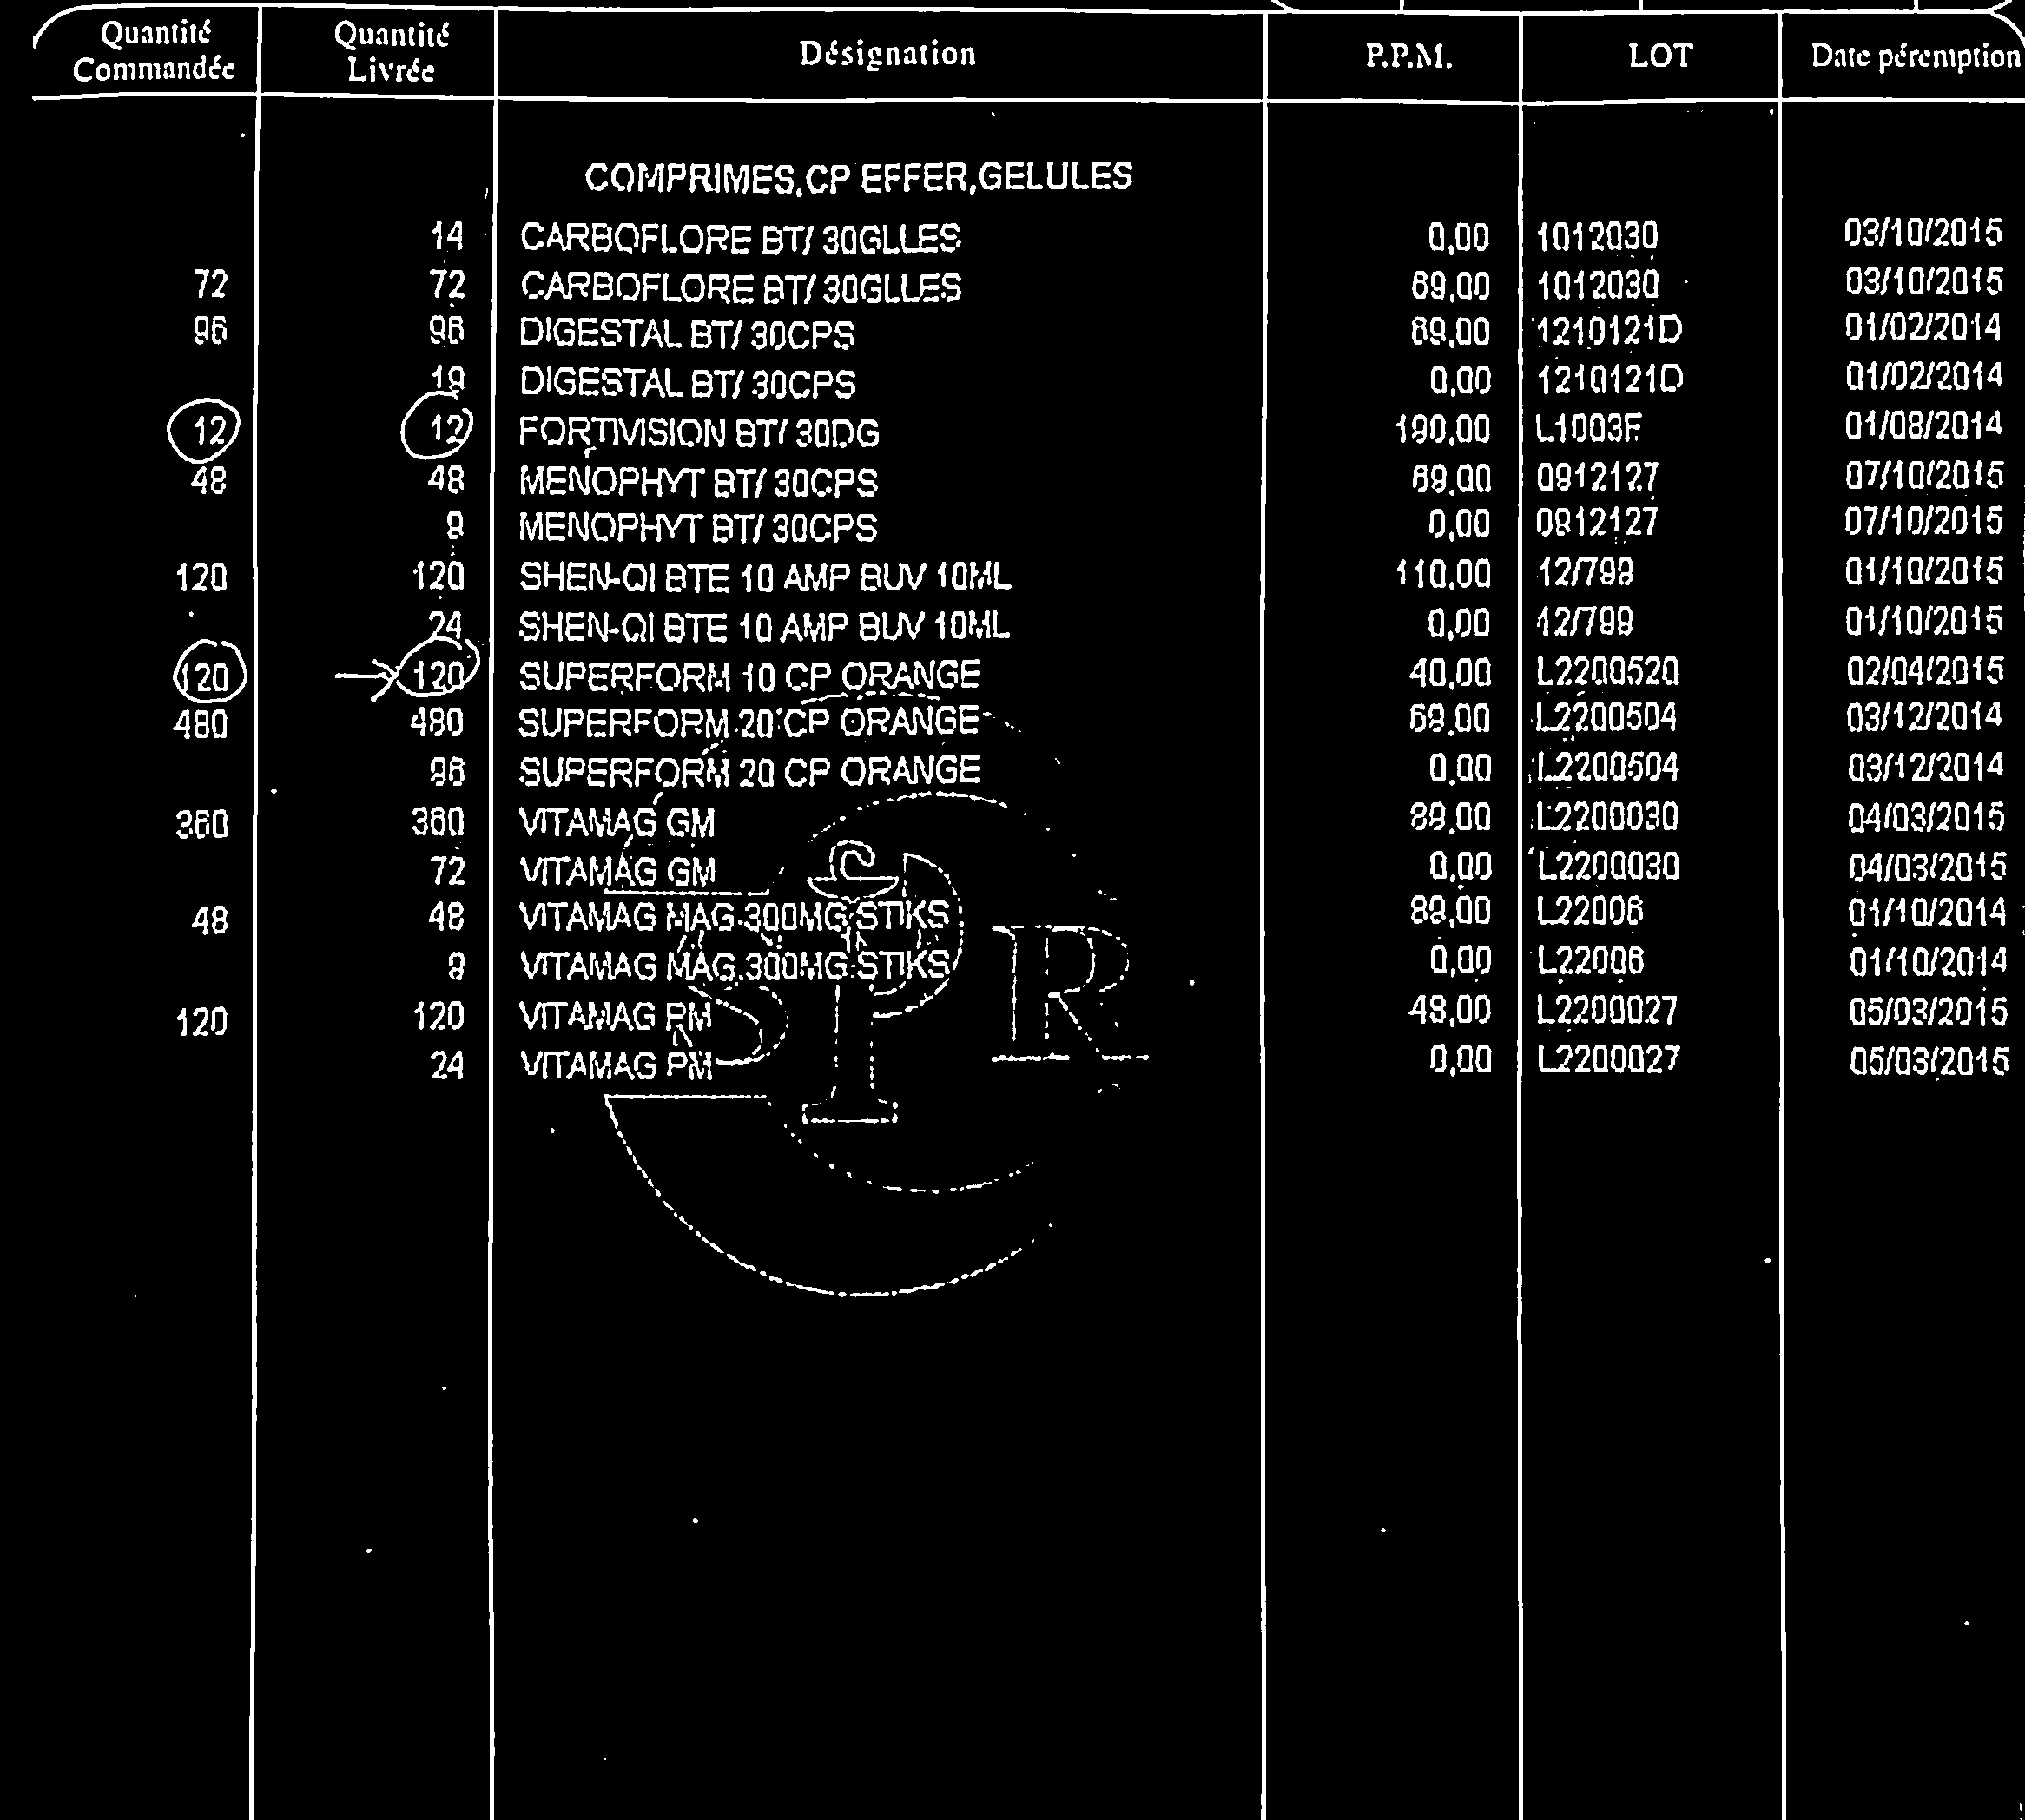 Quantité Commandée Quantité Livrée Désignation P.P.M. LOT Date péremption
COMPRIMES,CP EFFER,GELULES
14 CARBOFLORE BT/ 30GLLES 0,00 1012030 03/10/2015
72 72 CARBOFLORE BT/ 30GLLES 69,00 1012030 03/10/2015
96 96 DIGESTAL BT/ 30CPS 69,00 1210121D 01/02/2014
19 DIGESTAL BT/ 30CPS 0,00 1210121D 01/02/2014
12 12 FORTIVISION BT/ 30DG 190,00 L1003F 01/08/2014
48 48 MENOPHYT BT/ 30CPS 69,00 0912127 07/10/2015
9 MENOPHYT BT/ 30CPS 0,00 0912127 07/10/2015
120 120 SHEN-QI BTE 10 AMP BUV 10ML 110,00 01/10/2015
24 SHEN-QI BTE 10 AMP BUV 10ML 0,00 01/10/2015
120 120 SUPERFORM 10 CP ORANGE 40,00 L2200520 02/04/2015
480 480 SUPERFORM 20 CP ORANGE 69,00 L2200504 03/12/2014
96 SUPERFORM 20 CP ORANGE 0,00 L2200504 03/12/2014
360 360 VITAMAG GM 89,00 L2200030 04/03/2015
72 VITAMAG GM 0,00 L2200030 04/03/2015
48 48 VITAMAG MAG.300MG STIKS 89,00 L22006 01/10/2014
9 VITAMAG MAG.300MG STIKS 0,00 L22006 01/10/2014
120 120 VITAMAG PM 48,00 L2200027 05/03/2015
24 VITAMAG PM 0,00 L2200027 05/03/2015
SPR